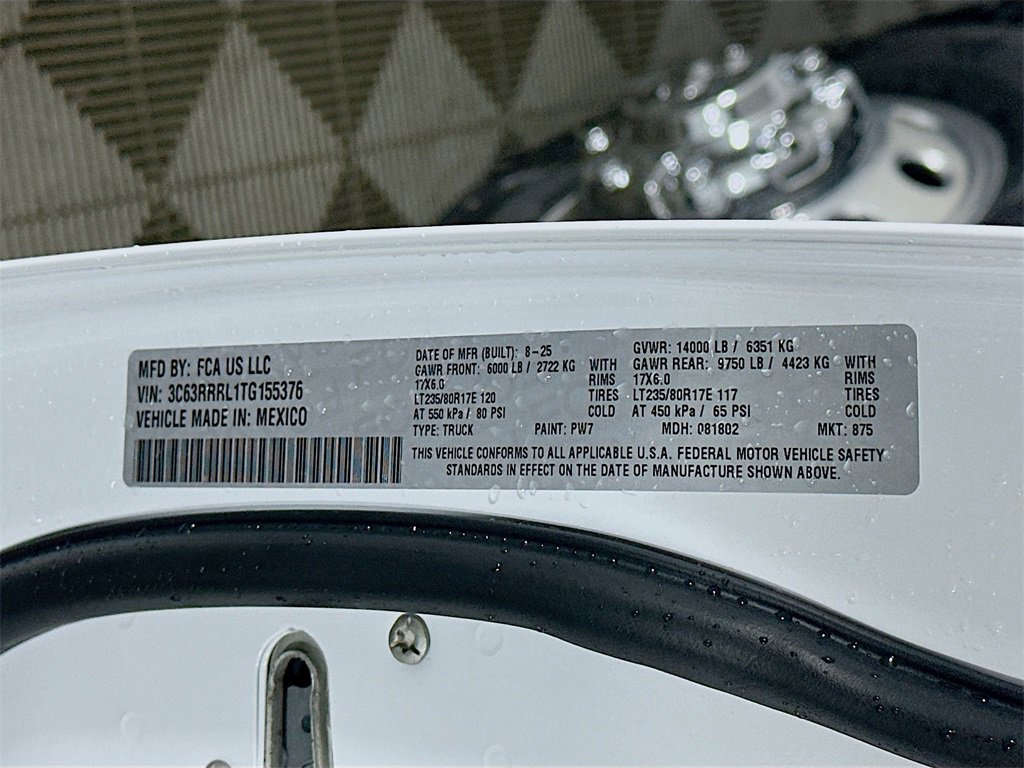 MFD BY: FCA US LLC
VIN: 3C63RRRL1TG155376
VEHICLE MADE IN: MEXICO
DATE OF MFR (BUILT): 8-25
GAWR FRONT: 6000 LB / 2722 KG WITH
17X6.0 RIMS
LT235/80R17E 120 TIRES
AT 550 kPa / 80 PSI COLD
TYPE: TRUCK PAINT: PW7
GVWR: 14000 LB / 6351 KG
GAWR REAR: 9750 LB / 4423 KG WITH
17X6.0 RIMS
LT235/80R17E 117 TIRES
AT 450 kPa / 65 PSI COLD
MDH: 081802 MKT: 875
THIS VEHICLE CONFORMS TO ALL APPLICABLE U.S.A. FEDERAL MOTOR VEHICLE SAFETY
STANDARDS IN EFFECT ON THE DATE OF MANUFACTURE SHOWN ABOVE.